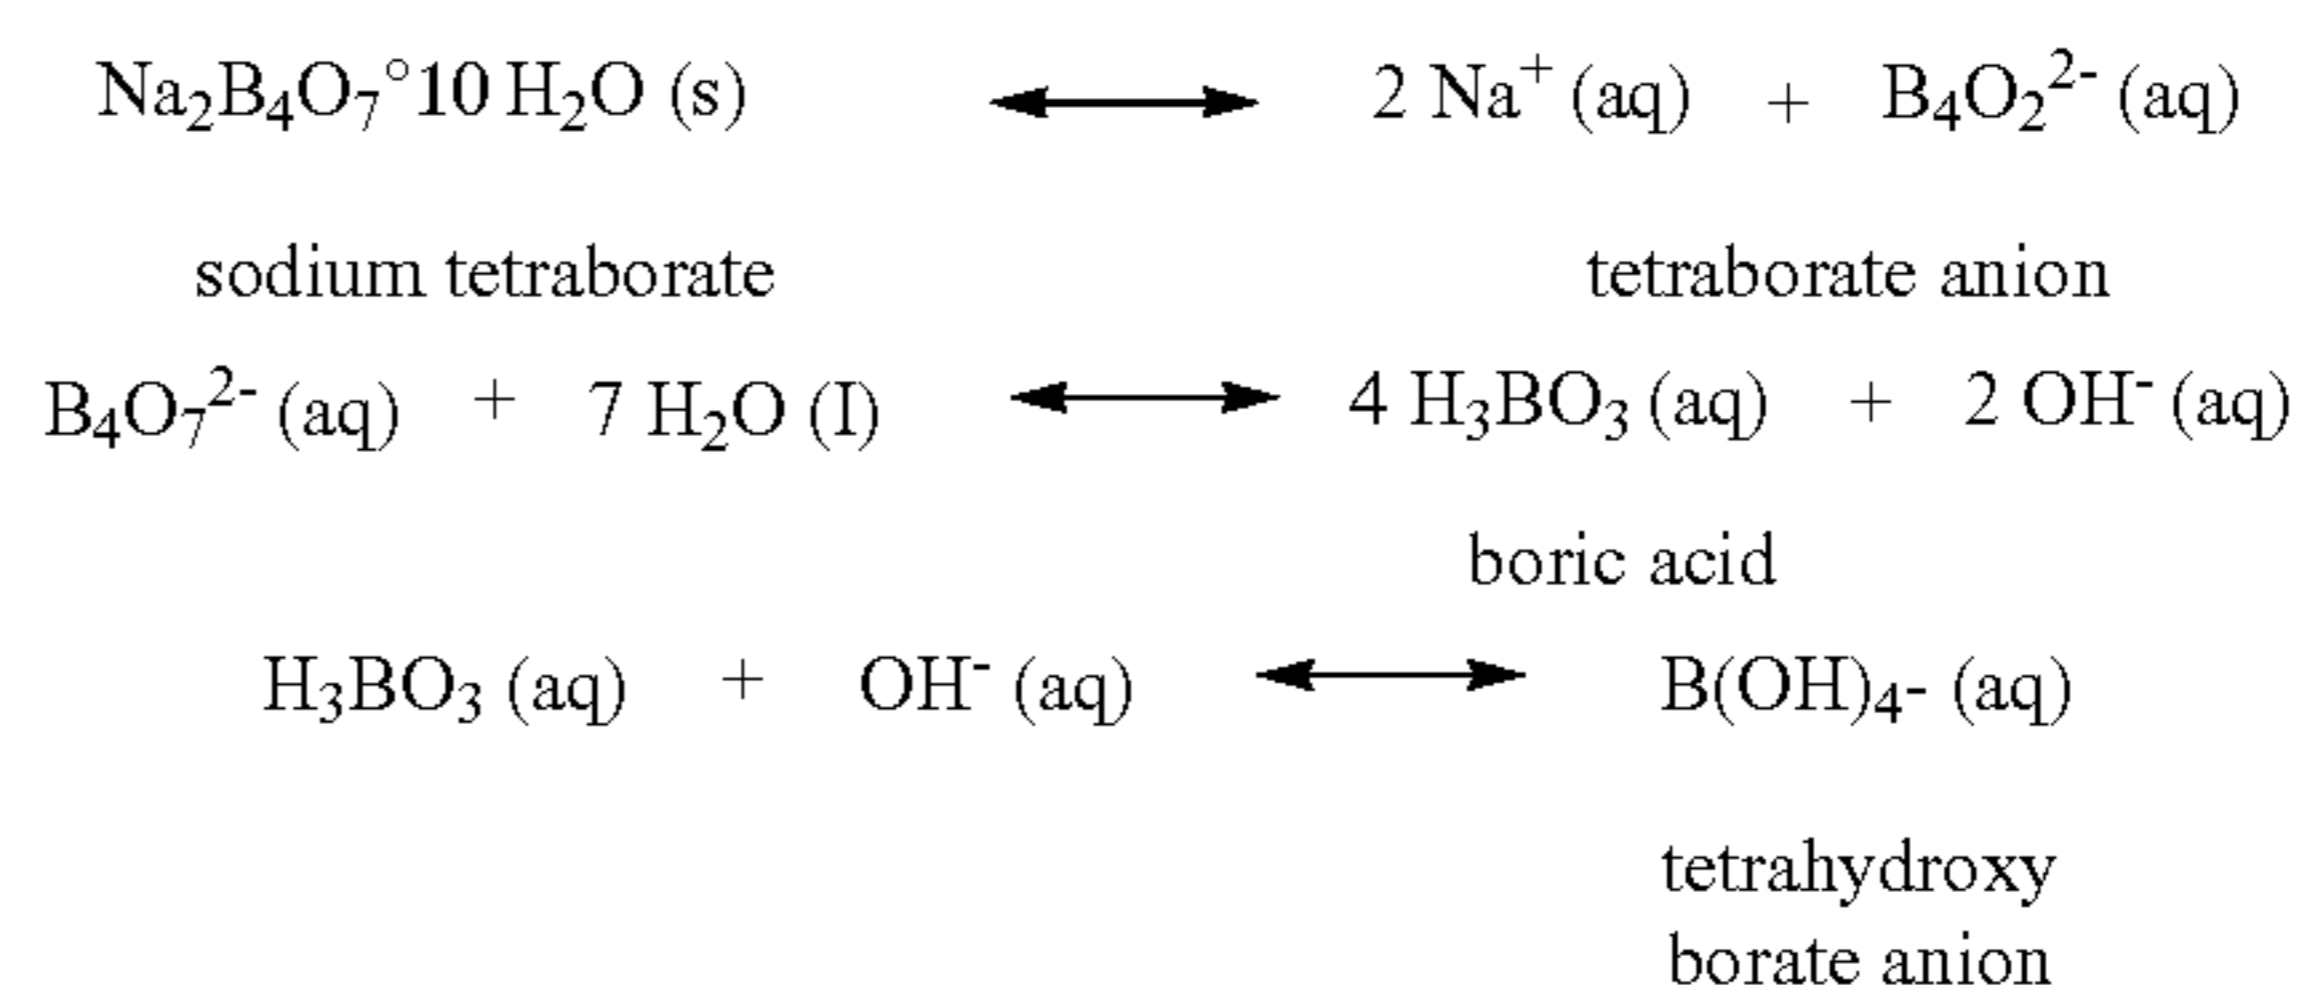 Na₂B₄O₇°10 H₂O (s) ⟷ 2 Na⁺ (aq) + B₄O₂²⁻ (aq)
sodium tetraborate tetraborate anion
B₄O₇²⁻ (aq) + 7 H₂O (I) ⟷ 4 H₃BO₃ (aq) + 2 OH⁻ (aq)
boric acid
H₃BO₃ (aq) + OH⁻ (aq) ⟷ B(OH)₄- (aq)
tetrahydroxy
borate anion